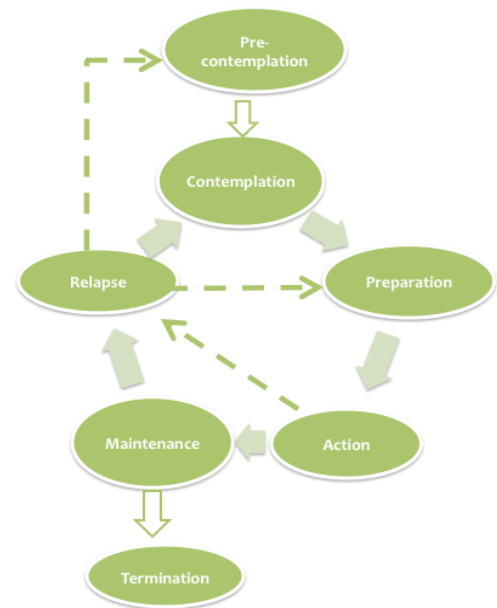 Pre-
contemplation
Contemplation
Relapse
Preparation
Maintenance
Action
Termination